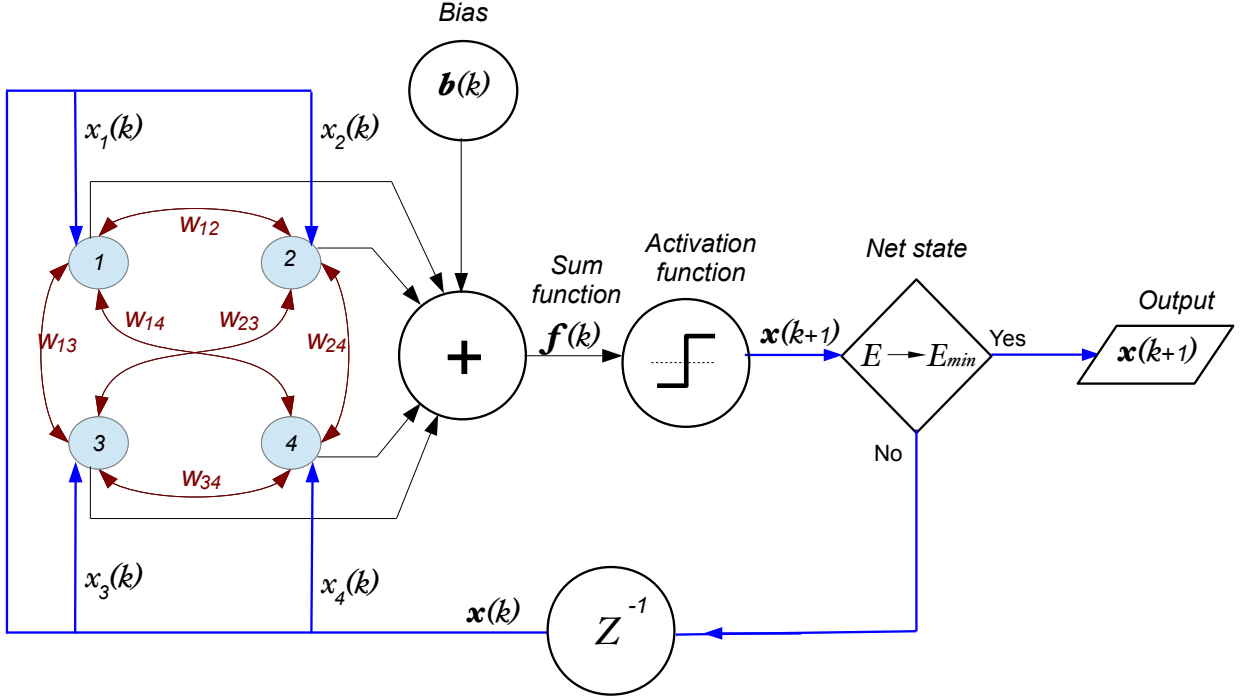 Bias
b(k)
x1(k)
x2(k)
w12
1
2
Activation
function
Net state
Sum
function
Output
w13
w14
w23
w24
+
f(k)
x(k+1)
E → Emin
Yes
x(k+1)
3
4
No
w34
x3(k)
x4(k)
x(k)
Z -1